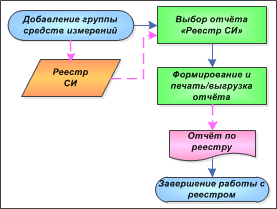 Добавление группы
средств измерений
Выбор отчёта
«Реестр СИ»
Реестр
СИ
Формирование и
печать/выгрузка
отчёта
Отчёт по
реестру
Завершение работы с
реестром